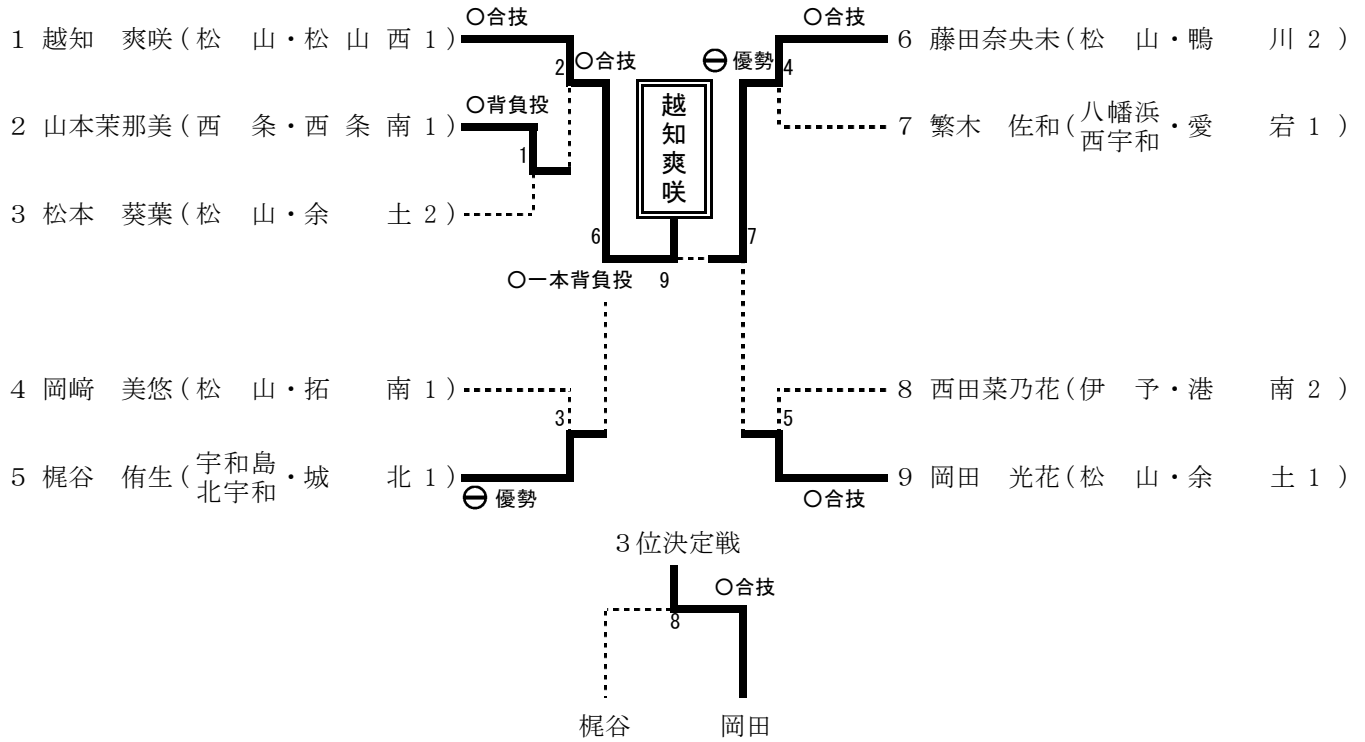 ○合技
1 越知 爽咲(松 山・松山西1)
2
○合技
○背負投
2 山本茉那美(西 条・西条南1)
1
3 松本 葵葉(松 山・余 土2)
6
○一本背負投 9
越知爽咲
○合技
6 藤田奈央未(松 山・鴨 川2)
⊖優勢
4
7 繁木 佐和(八幡浜西宇和・愛 宕1)
7
4 岡﨑 美悠(松 山・拓 南1)
3
5 梶谷 侑生(宇和島北宇和・城 北1)
⊖優勢
8 西田菜乃花(伊 予・港 南2)
5
9 岡田 光花(松 山・余 土1)
○合技
3位決定戦
○合技
8
梶谷 岡田